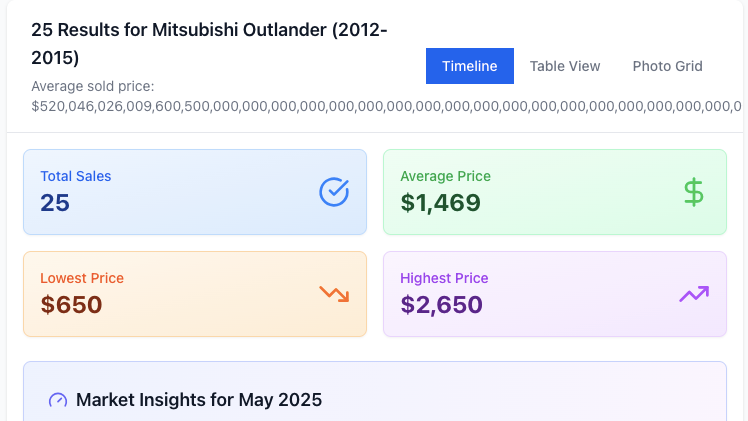 25 Results for Mitsubishi Outlander (2012-
2015)
Average sold price:
$520,046,026,009,600,500,000,000,000,000,000,000,000,000,000,000,000,000,000,000,000,000,000,000,0
Timeline
Table View
Photo Grid
Total Sales
25
Average Price
$1,469
Lowest Price
$650
Highest Price
$2,650
Market Insights for May 2025